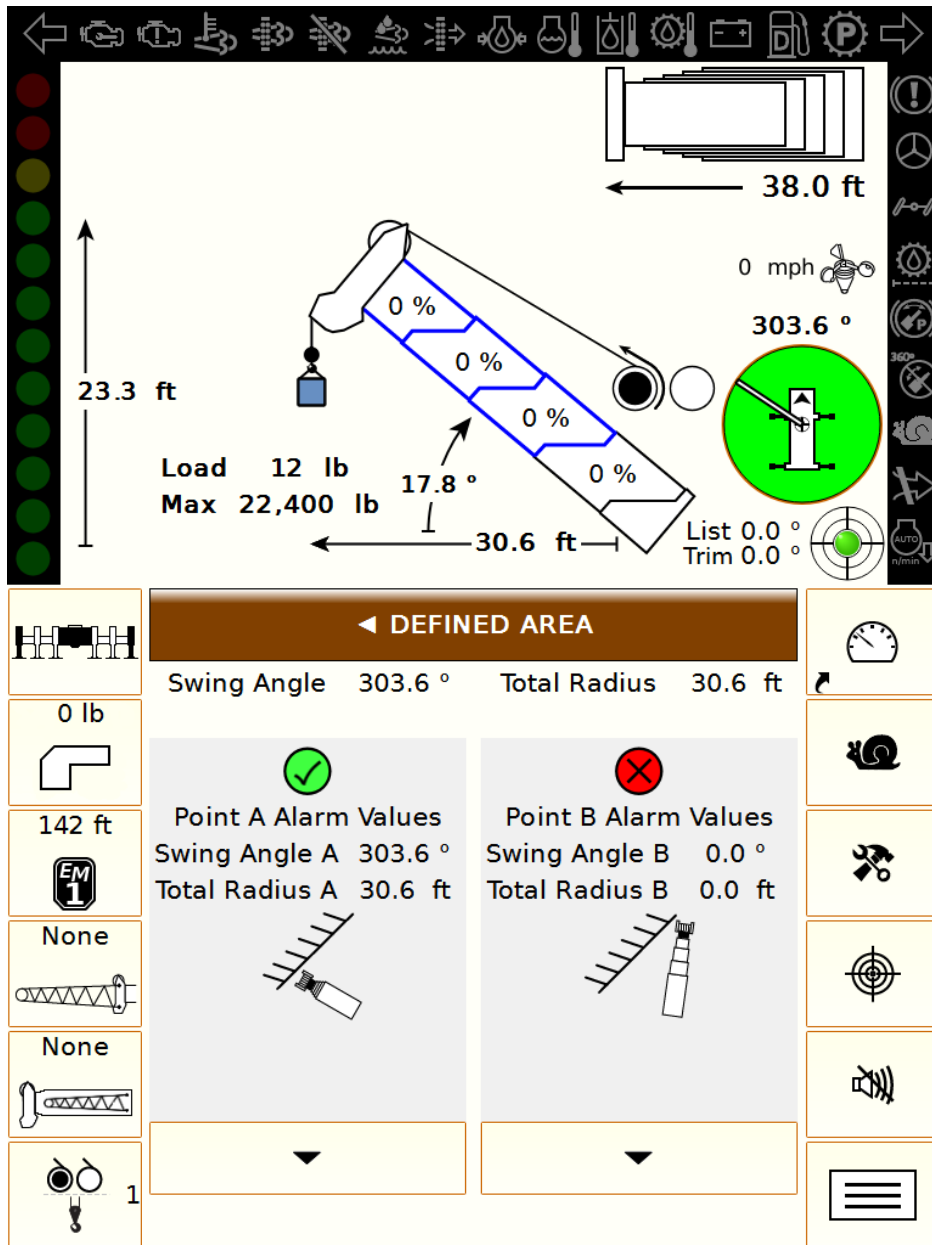 D
P
38.0 ft
0 mph
303.6 °
P
360°
0 %
0 %
0 %
0 %
23.3 ft
Load 12 lb
Max 22,400 lb
17.8 °
30.6 ft
List 0.0 °
Trim 0.0 °
AUTO
n/min
◄ DEFINED AREA
Swing Angle 303.6 ° Total Radius 30.6 ft
0 lb
142 ft
EM
1
None
None
1
Point A Alarm Values
Swing Angle A 303.6 °
Total Radius A 30.6 ft
Point B Alarm Values
Swing Angle B 0.0 °
Total Radius B 0.0 ft